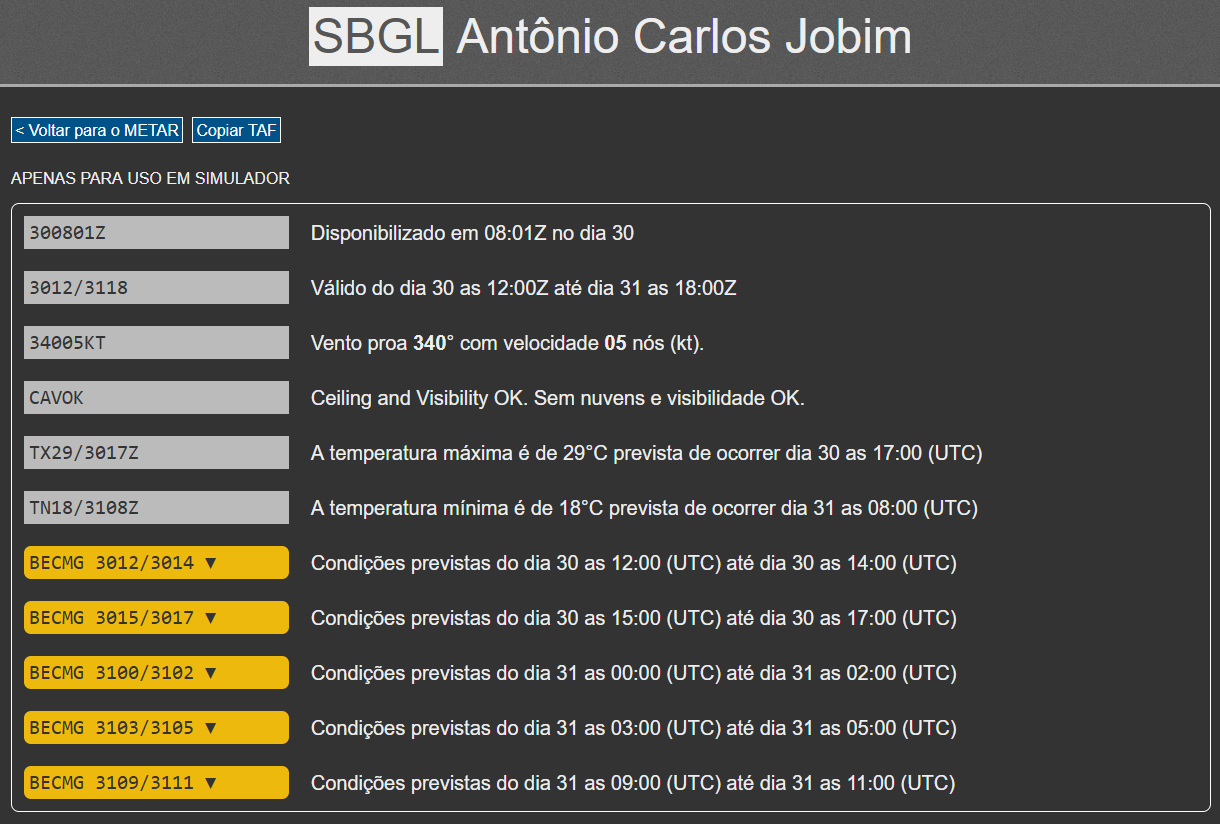 SBGL Antônio Carlos Jobim
< Voltar para o METAR Copiar TAF
APENAS PARA USO EM SIMULADOR
300801Z Disponibilizado em 08:01Z no dia 30
3012/3118 Válido do dia 30 as 12:00Z até dia 31 as 18:00Z
34005KT Vento proa 340° com velocidade 05 nós (kt).
CAVOK Ceiling and Visibility OK. Sem nuvens e visibilidade OK.
TX29/3017Z A temperatura máxima é de 29°C prevista de ocorrer dia 30 as 17:00 (UTC)
TN18/3108Z A temperatura mínima é de 18°C prevista de ocorrer dia 31 as 08:00 (UTC)
BECMG 3012/3014 ▼ Condições previstas do dia 30 as 12:00 (UTC) até dia 30 as 14:00 (UTC)
BECMG 3015/3017 ▼ Condições previstas do dia 30 as 15:00 (UTC) até dia 30 as 17:00 (UTC)
BECMG 3100/3102 ▼ Condições previstas do dia 31 as 00:00 (UTC) até dia 31 as 02:00 (UTC)
BECMG 3103/3105 ▼ Condições previstas do dia 31 as 03:00 (UTC) até dia 31 as 05:00 (UTC)
BECMG 3109/3111 ▼ Condições previstas do dia 31 as 09:00 (UTC) até dia 31 as 11:00 (UTC)